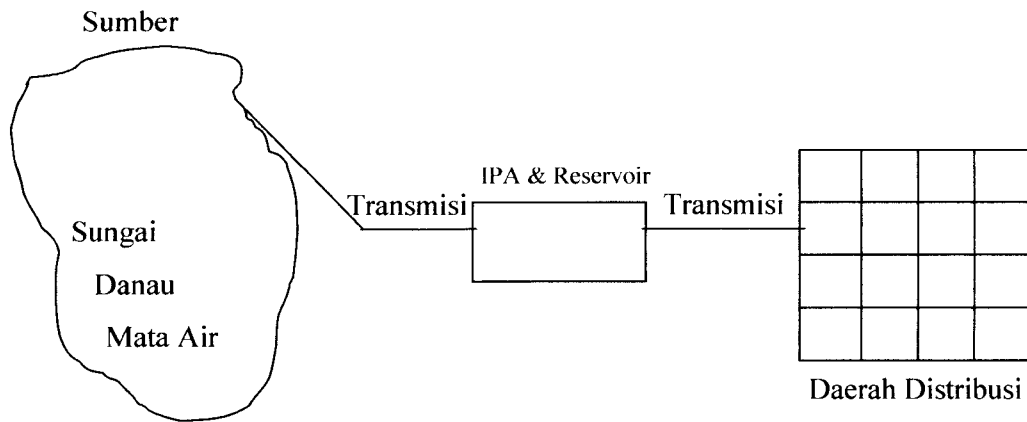 Sumber
IPA & Reservoir
Transmisi
Transmisi
Sungai
Danau
Mata Air
Daerah Distribusi